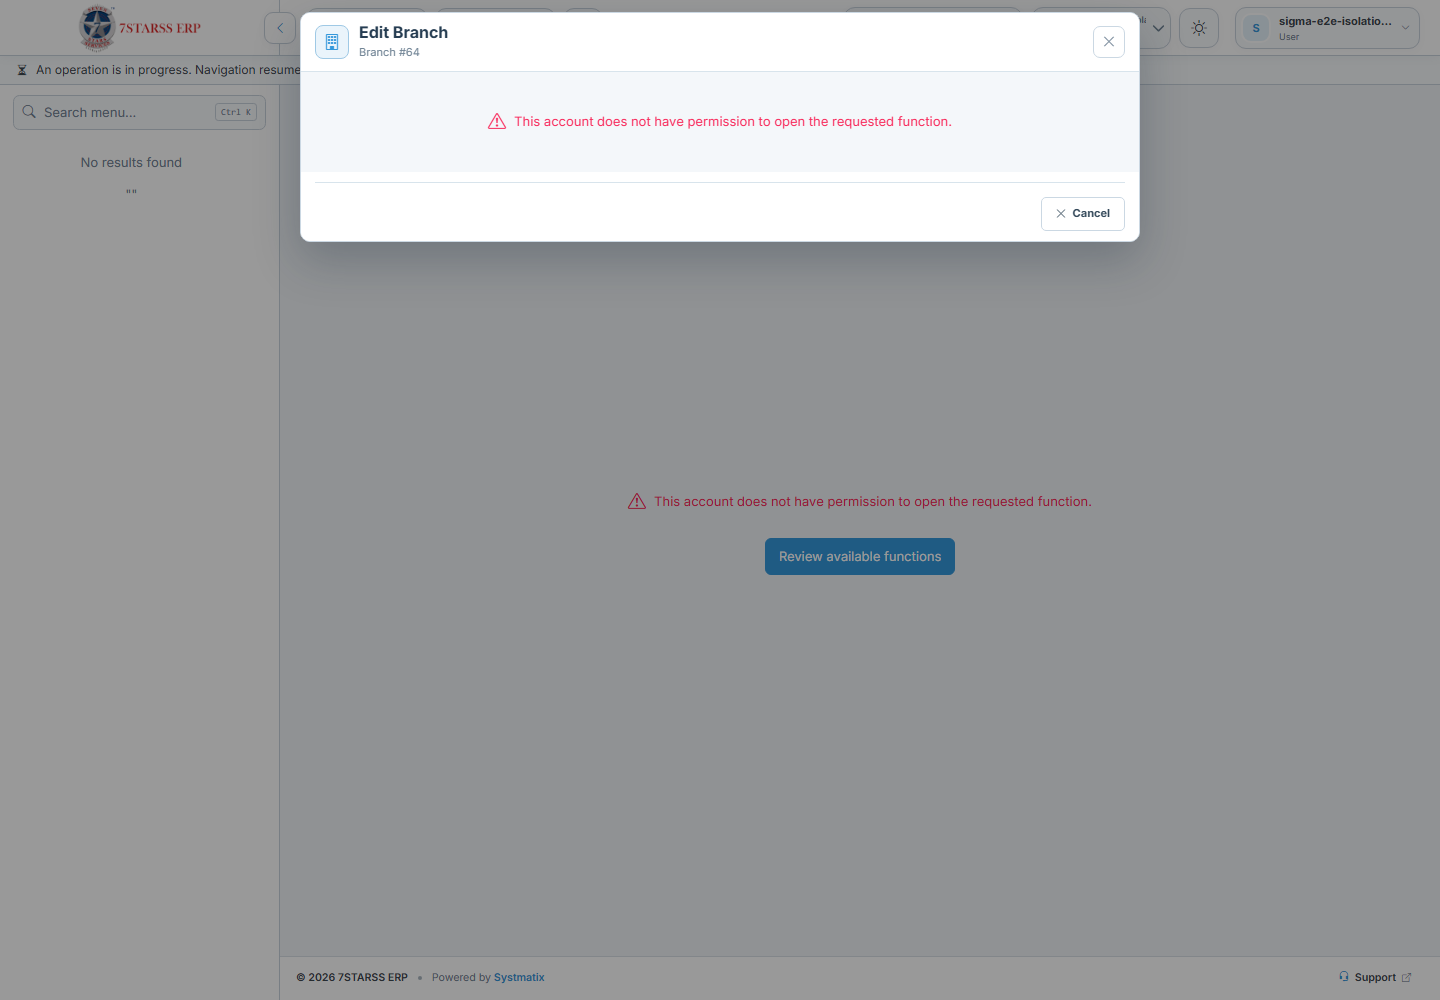 7STARSS ERP
Edit Branch
Branch #64
S
sigma-e2e-isolatio...
User
An operation is in progress. Navigation resume
Search menu...
Ctrl K
No results found
""
This account does not have permission to open the requested function.
Cancel
This account does not have permission to open the requested function.
Review available functions
© 2026 7STARSS ERP • Powered by Systmatix
Support